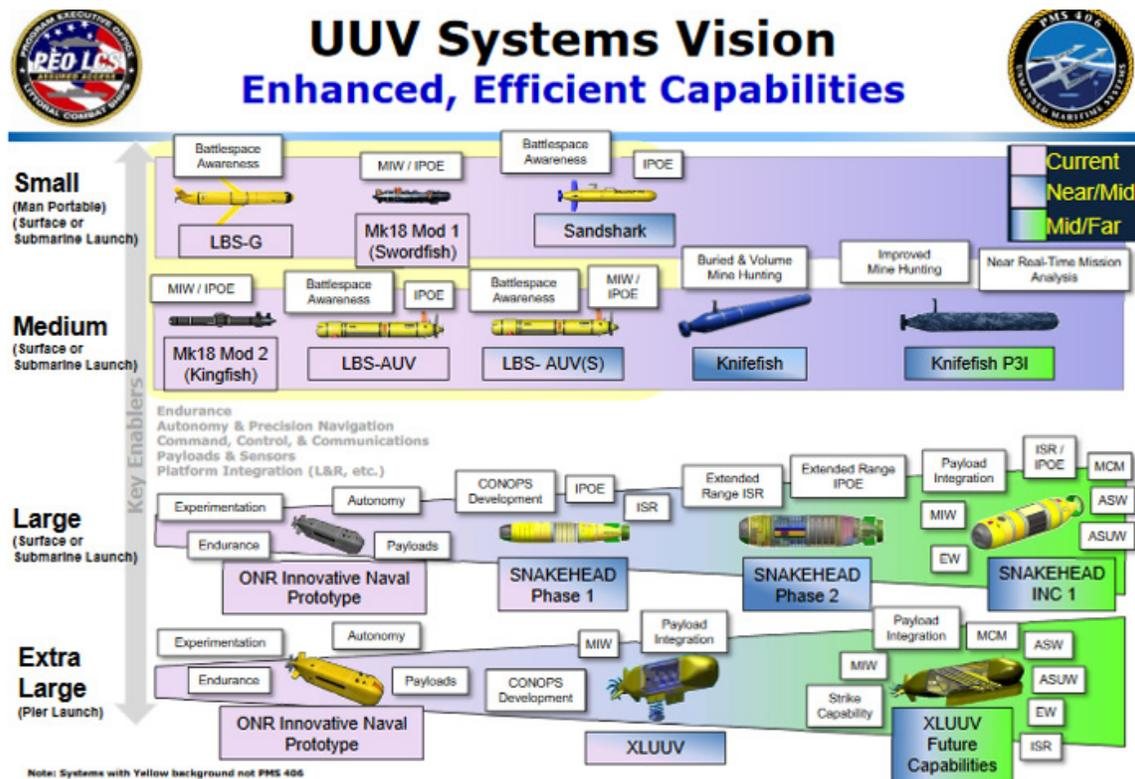 PROGRAM EXECUTIVE OFFICE
PEO LCS
ASSURED ACCESS
LITTORAL COMBAT SHIPS
UUV Systems Vision
Enhanced, Efficient Capabilities
PMS 406
UNMANNED MARITIME SYSTEMS
Current
Near/Mid
Mid/Far
Key Enablers
Small
(Man Portable)
(Surface or
Submarine Launch)
Battlespace
Awareness
LBS-G
MIW / IPOE
Mk18 Mod 1
(Swordfish)
Battlespace
Awareness
IPOE
Sandshark
Medium
(Surface or
Submarine Launch)
MIW / IPOE
Mk18 Mod 2
(Kingfish)
Battlespace
Awareness
IPOE
LBS-AUV
Battlespace
Awareness
MIW /
IPOE
LBS- AUV(S)
Buried & Volume
Mine Hunting
Knifefish
Improved
Mine Hunting
Near Real-Time Mission
Analysis
Knifefish P3I
Endurance
Autonomy & Precision Navigation
Command, Control, & Communications
Payloads & Sensors
Platform Integration (L&R, etc.)
Large
(Surface or
Submarine Launch)
Experimentation
Autonomy
Endurance
Payloads
ONR Innovative Naval
Prototype
CONOPS
Development
IPOE
ISR
SNAKEHEAD
Phase 1
Extended
Range ISR
Extended Range
IPOE
SNAKEHEAD
Phase 2
Payload
Integration
ISR /
IPOE
MCM
MIW
ASW
ASUW
EW
SNAKEHEAD
INC 1
Extra
Large
(Pier Launch)
Experimentation
Autonomy
Endurance
Payloads
ONR Innovative Naval
Prototype
CONOPS
Development
MIW
Payload
Integration
XLUUV
Payload
Integration
MCM
ASW
MIW
ASUW
Strike
Capability
EW
ISR
XLUUV
Future
Capabilities
Note: Systems with Yellow background not PMS 406